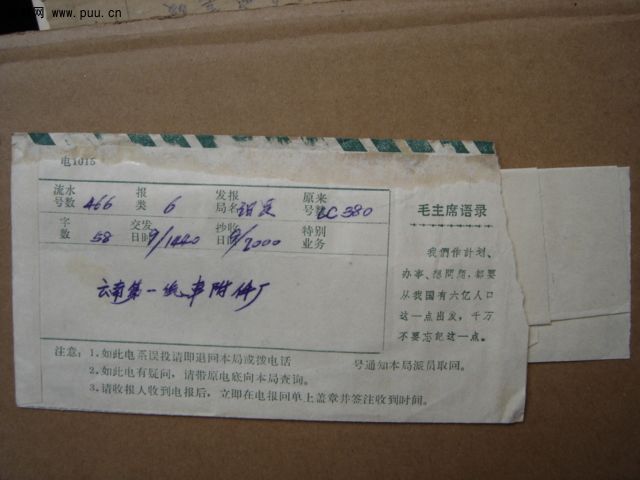 网 www.puu.cn
电1015
流水号数 466 报类 6 发报局名 原来号数 LC380
字数 58 交发日时 9/1440 抄收日时 9/2000 特别业务
云南第一汽车附件厂
注意：1.如此电系误投请即退回本局或拨电话 号通知本局派员取回。
2.如此电有疑问，请带原电底向本局查询。
3.请收报人收到电报后，立即在电报回单上盖章并签注收到时间。
毛主席语录
我们作计划、
办事、想问题，都要
从我国有六亿人口
这一点出发，千万
不要忘记这一点。